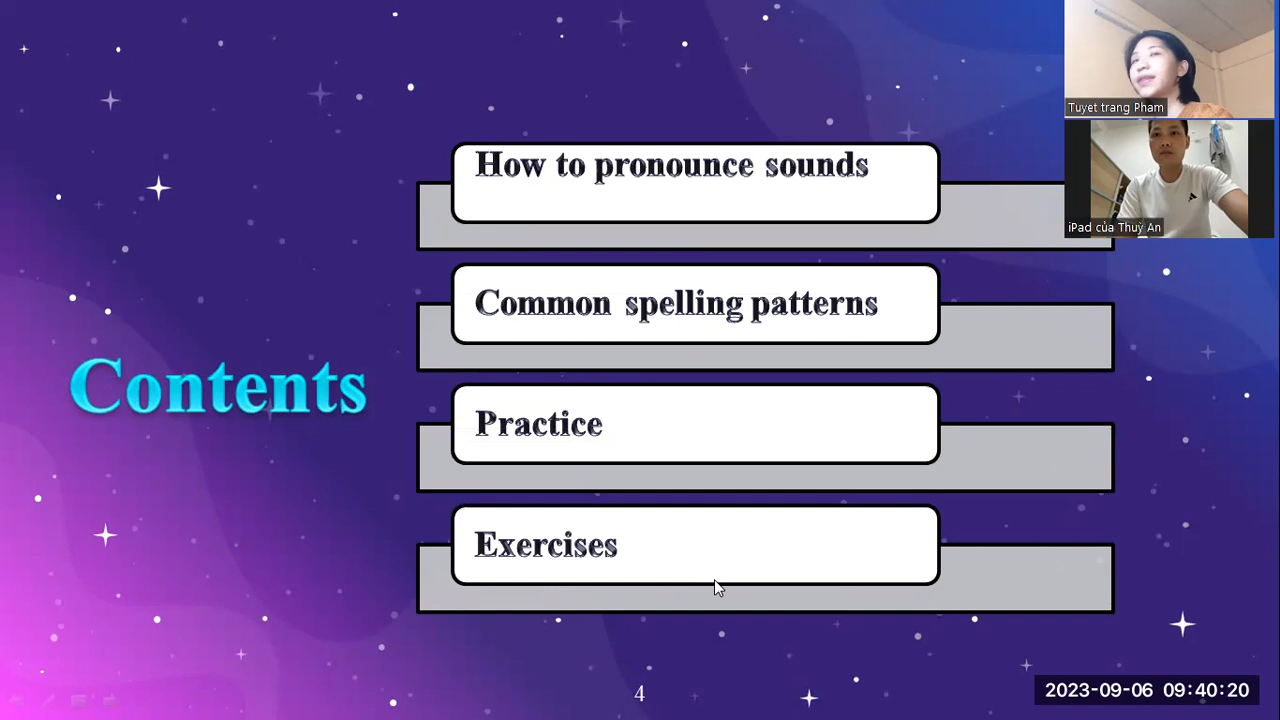 Tuyet trang Pham
How to pronounce sounds
iPad của Thuỳ An
Common spelling patterns
Contents
Practice
Exercises
4
2023-09-06 09:40:20